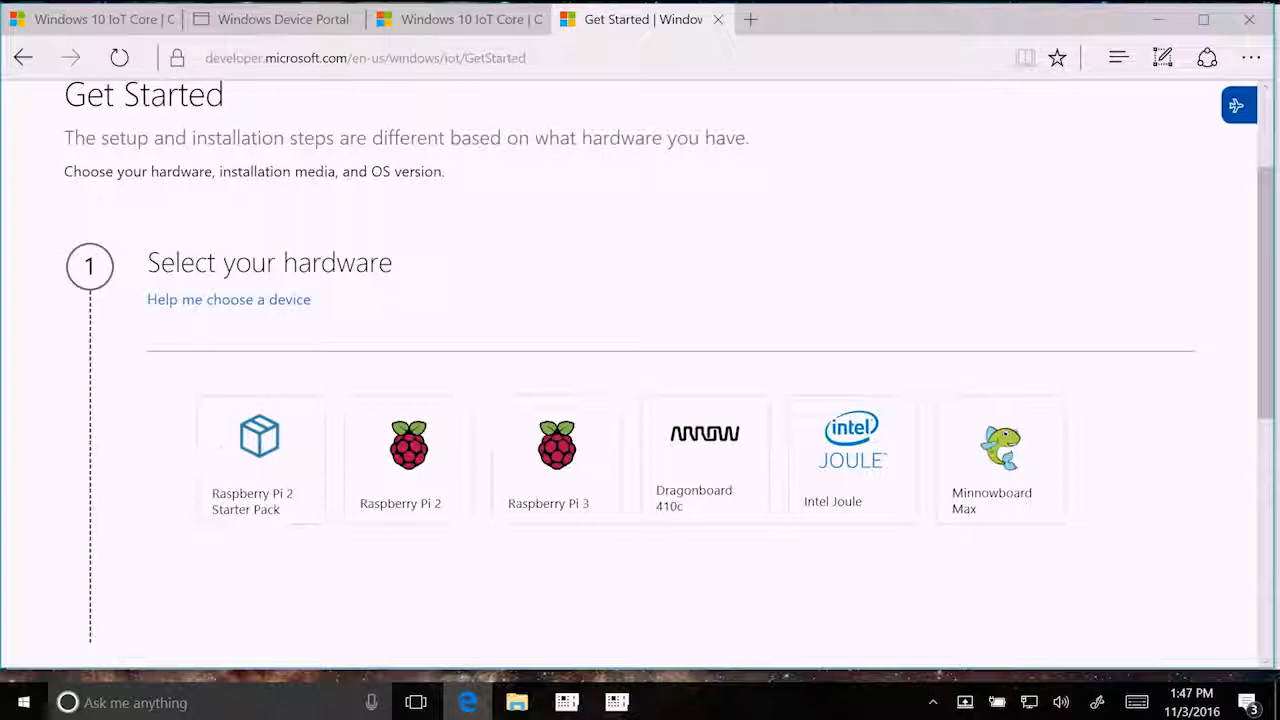 Windows 10 IoT Core | C
Windows Device Portal
Windows 10 IoT Core | C
Get Started | Window
developer.microsoft.com/en-us/windows/iot/GetStarted
Get Started
The setup and installation steps are different based on what hardware you have.
Choose your hardware, installation media, and OS version.
1
Select your hardware
Help me choose a device
Raspberry Pi 2
Starter Pack
Raspberry Pi 2
Raspberry Pi 3
ARROW
Dragonboard
410c
intel
JOULE™
Intel Joule
Minnowboard
Max
Ask me anything
1:47 PM
11/3/2016
3